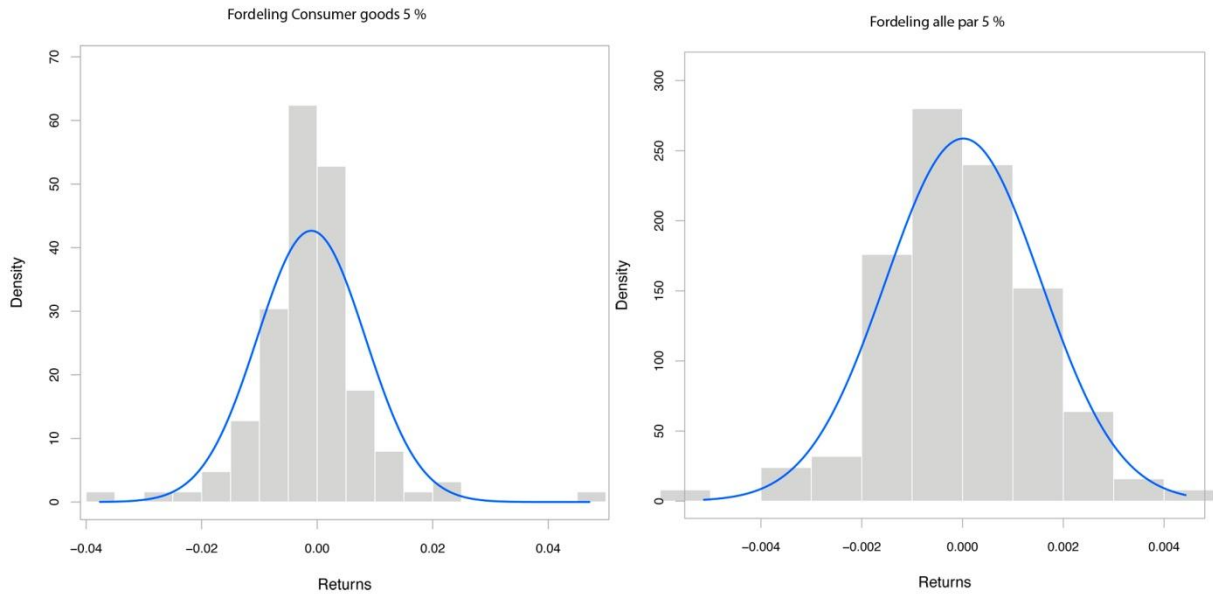 Fordeling Consumer goods 5 %
70
60
50
40
30
20
10
0
Density
−0.04 −0.02 0.00 0.02 0.04
Returns
Fordeling alle par 5 %
300
250
200
150
100
50
0
Density
−0.004 −0.002 0.000 0.002 0.004
Returns